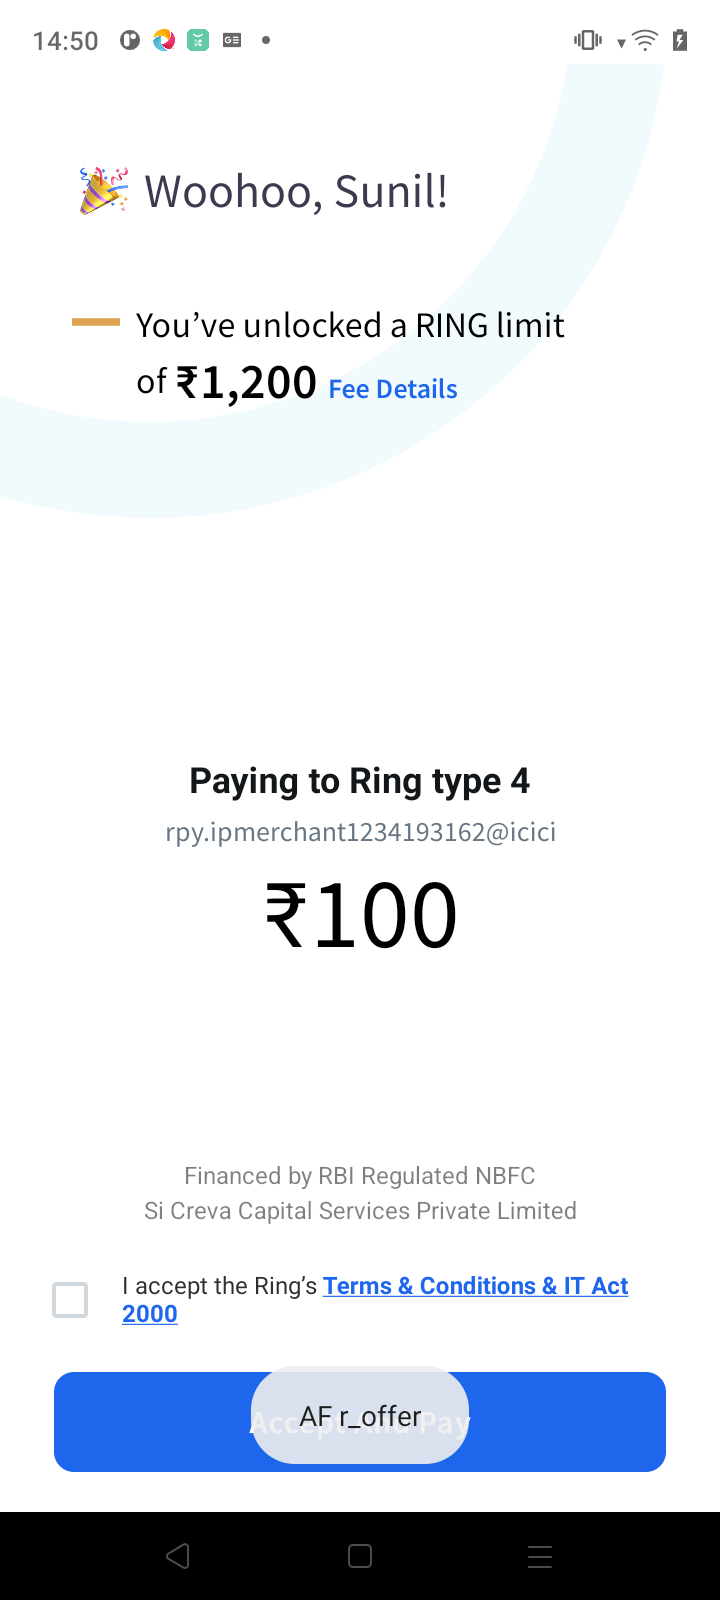 14:50
Woohoo, Sunil!
You’ve unlocked a RING limit
of ₹1,200 Fee Details
Paying to Ring type 4
rpy.ipmerchant1234193162@icici
₹100
Financed by RBI Regulated NBFC
Si Creva Capital Services Private Limited
I accept the Ring’s Terms & Conditions & IT Act
2000
Accept And Pay
AF r_offer